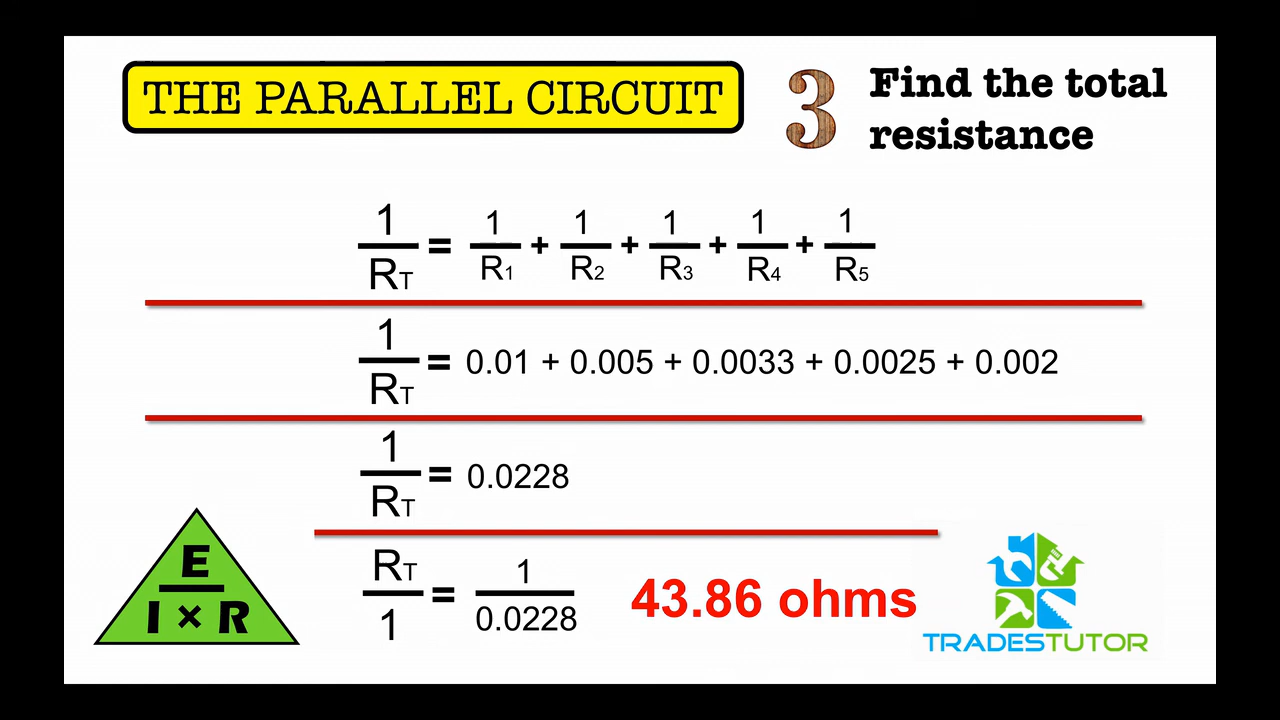 THE PARALLEL CIRCUIT
3 Find the total
resistance
1/RT = 1/R1 + 1/R2 + 1/R3 + 1/R4 + 1/R5
1/RT = 0.01 + 0.005 + 0.0033 + 0.0025 + 0.002
1/RT = 0.0228
RT/1 = 1/0.0228 43.86 ohms
E
I × R
TRADESTUTOR